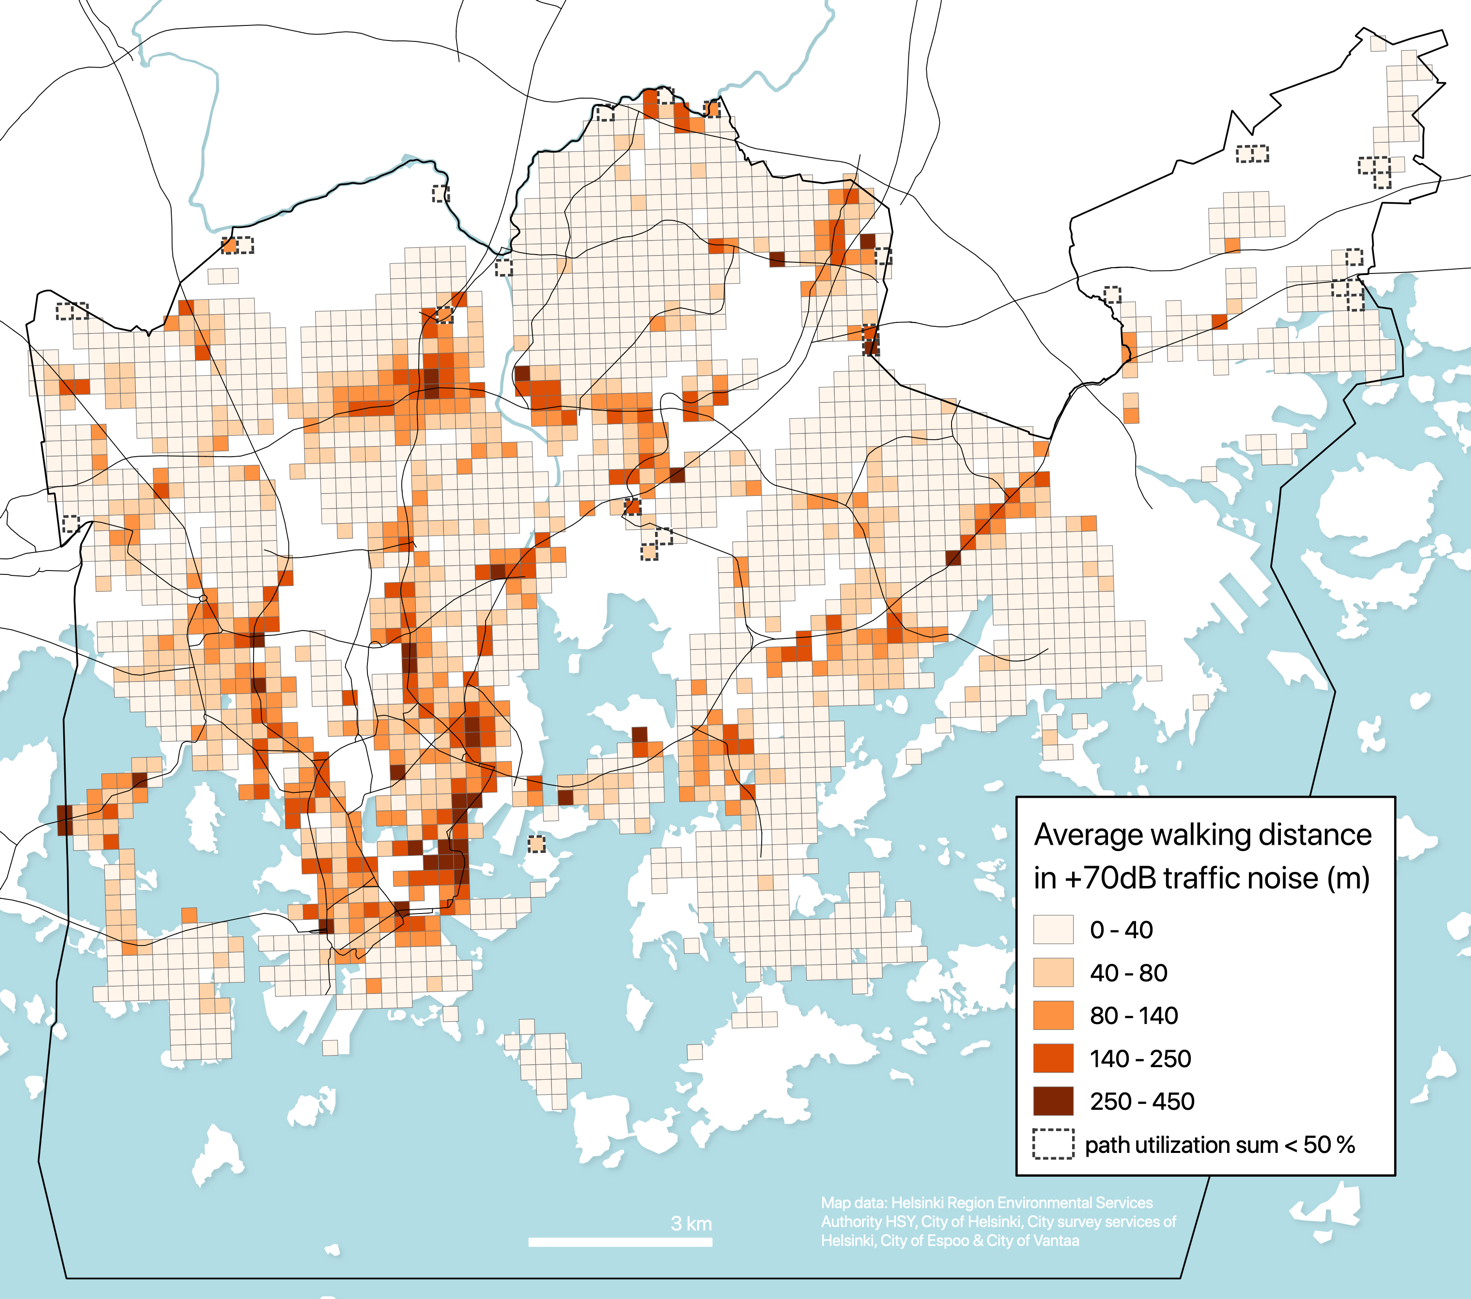 Average walking distance
in +70dB traffic noise (m)
0 - 40
40 - 80
80 - 140
140 - 250
250 - 450
path utilization sum < 50 %
3 km
Map data: Helsinki Region Environmental Services
Authority HSY, City of Helsinki, City survey services of
Helsinki, City of Espoo & City of Vantaa